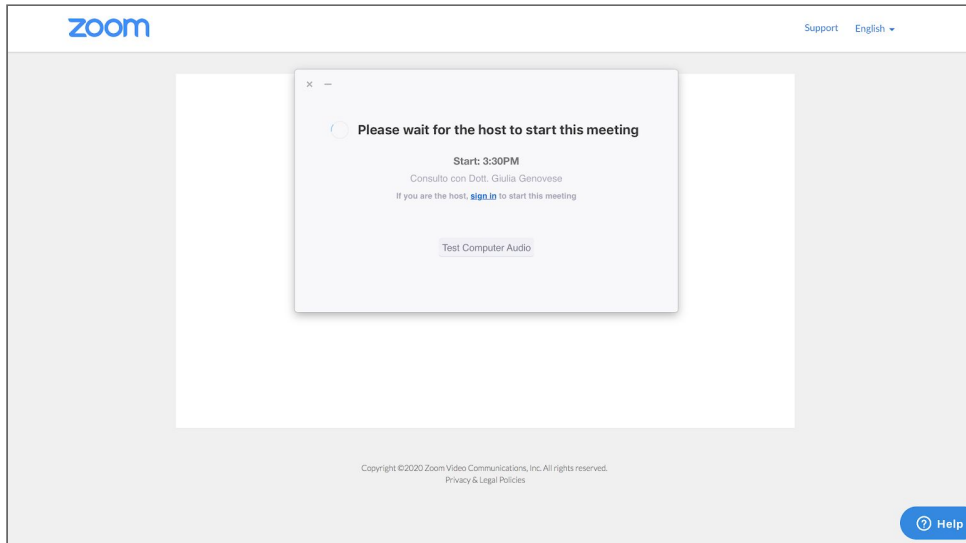 zoom
Support English
× –
Please wait for the host to start this meeting
Start: 3:30PM
Consulto con Dott. Giulia Genovese
If you are the host, sign in to start this meeting
Test Computer Audio
Copyright ©2020 Zoom Video Communications, Inc. All rights reserved.
Privacy & Legal Policies
? Help